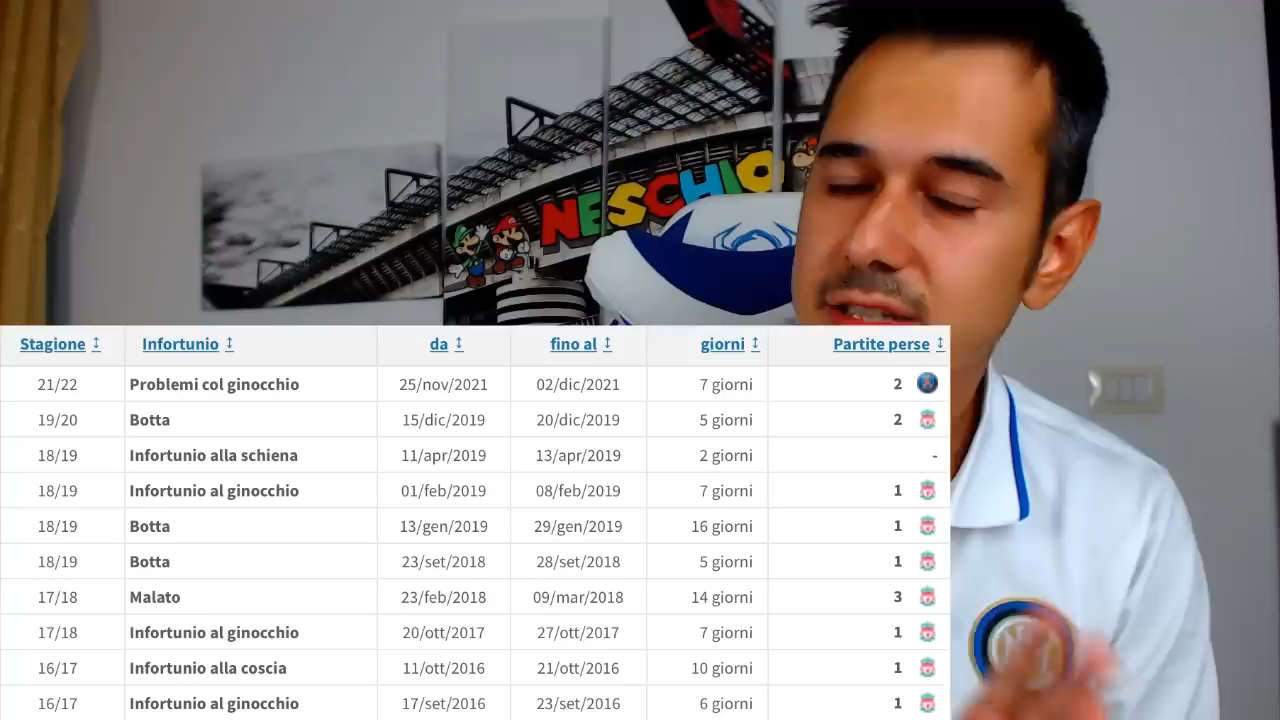 NESCHIO
Stagione Infortunio da fino al giorni Partite perse
21/22 Problemi col ginocchio 25/nov/2021 02/dic/2021 7 giorni 2
19/20 Botta 15/dic/2019 20/dic/2019 5 giorni 2
18/19 Infortunio alla schiena 11/apr/2019 13/apr/2019 2 giorni -
18/19 Infortunio al ginocchio 01/feb/2019 08/feb/2019 7 giorni 1
18/19 Botta 13/gen/2019 29/gen/2019 16 giorni 1
18/19 Botta 23/set/2018 28/set/2018 5 giorni 1
17/18 Malato 23/feb/2018 09/mar/2018 14 giorni 3
17/18 Infortunio al ginocchio 20/ott/2017 27/ott/2017 7 giorni 1
16/17 Infortunio alla coscia 11/ott/2016 21/ott/2016 10 giorni 1
16/17 Infortunio al ginocchio 17/set/2016 23/set/2016 6 giorni 1